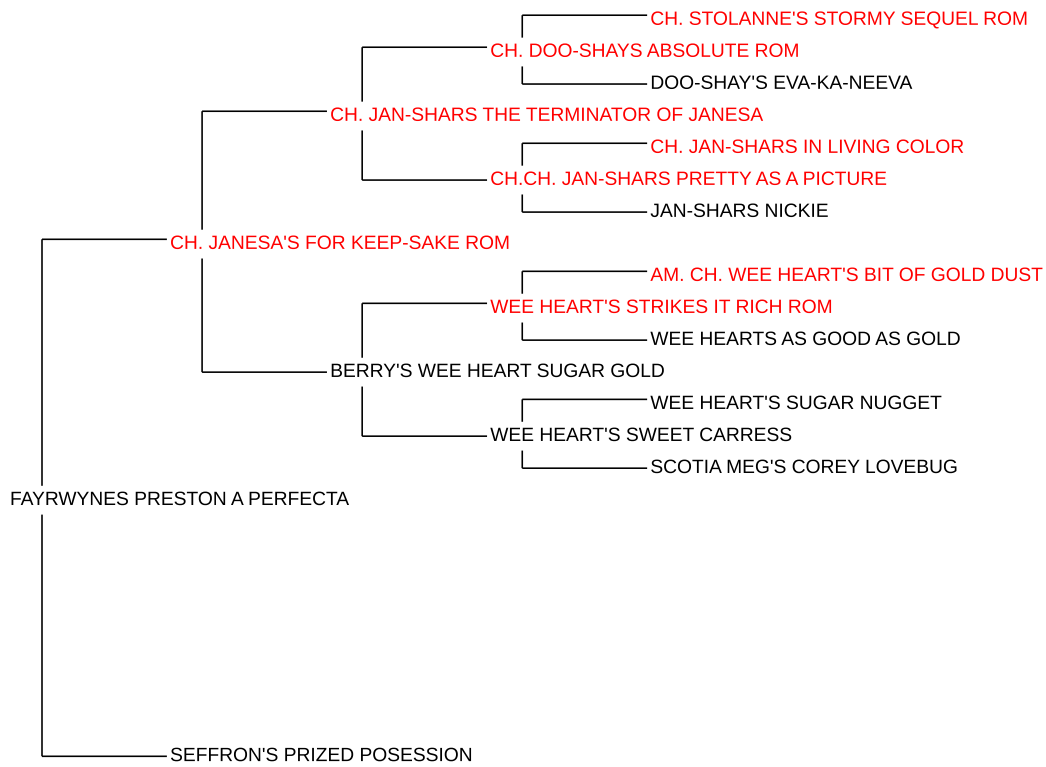 CH. STOLANNE'S STORMY SEQUEL ROM
CH. DOO-SHAYS ABSOLUTE ROM
DOO-SHAY'S EVA-KA-NEEVA
CH. JAN-SHARS THE TERMINATOR OF JANESA
CH. JAN-SHARS IN LIVING COLOR
CH.CH. JAN-SHARS PRETTY AS A PICTURE
JAN-SHARS NICKIE
CH. JANESA'S FOR KEEP-SAKE ROM
AM. CH. WEE HEART'S BIT OF GOLD DUST
WEE HEART'S STRIKES IT RICH ROM
WEE HEARTS AS GOOD AS GOLD
BERRY'S WEE HEART SUGAR GOLD
WEE HEART'S SUGAR NUGGET
WEE HEART'S SWEET CARRESS
SCOTIA MEG'S COREY LOVEBUG
FAYRWYNES PRESTON A PERFECTA
SEFFRON'S PRIZED POSESSION